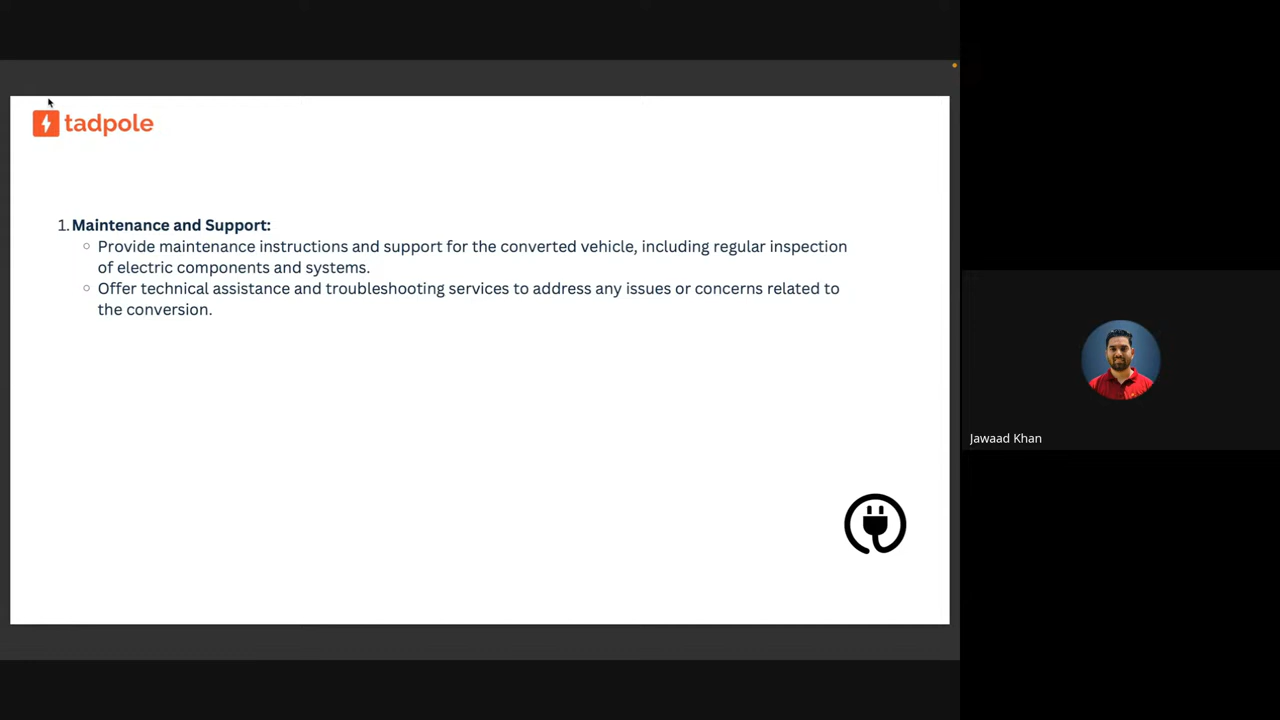 tadpole
1. Maintenance and Support:
○ Provide maintenance instructions and support for the converted vehicle, including regular inspection
of electric components and systems.
○ Offer technical assistance and troubleshooting services to address any issues or concerns related to
the conversion.
Jawaad Khan